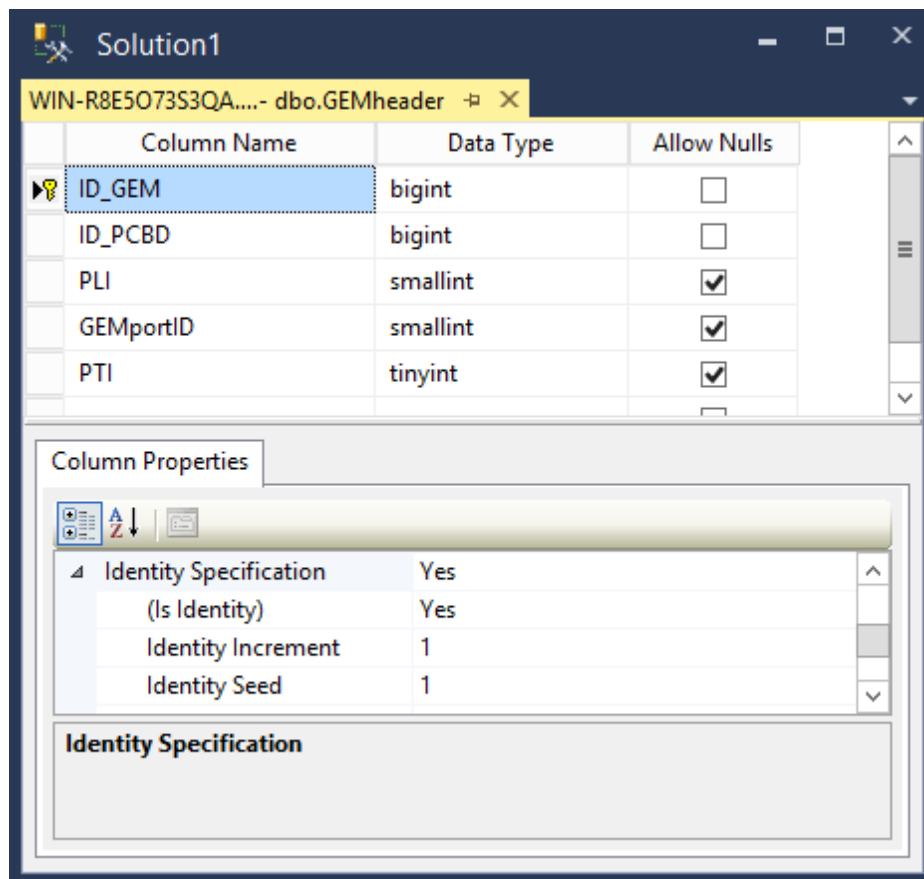 Solution1
WIN-R8E5O73S3QA....- dbo.GEMheader
Column Name Data Type Allow Nulls
ID_GEM bigint
ID_PCBD bigint
PLI smallint
GEMportID smallint
PTI tinyint
Column Properties
Identity Specification Yes
(Is Identity) Yes
Identity Increment 1
Identity Seed 1
Identity Specification